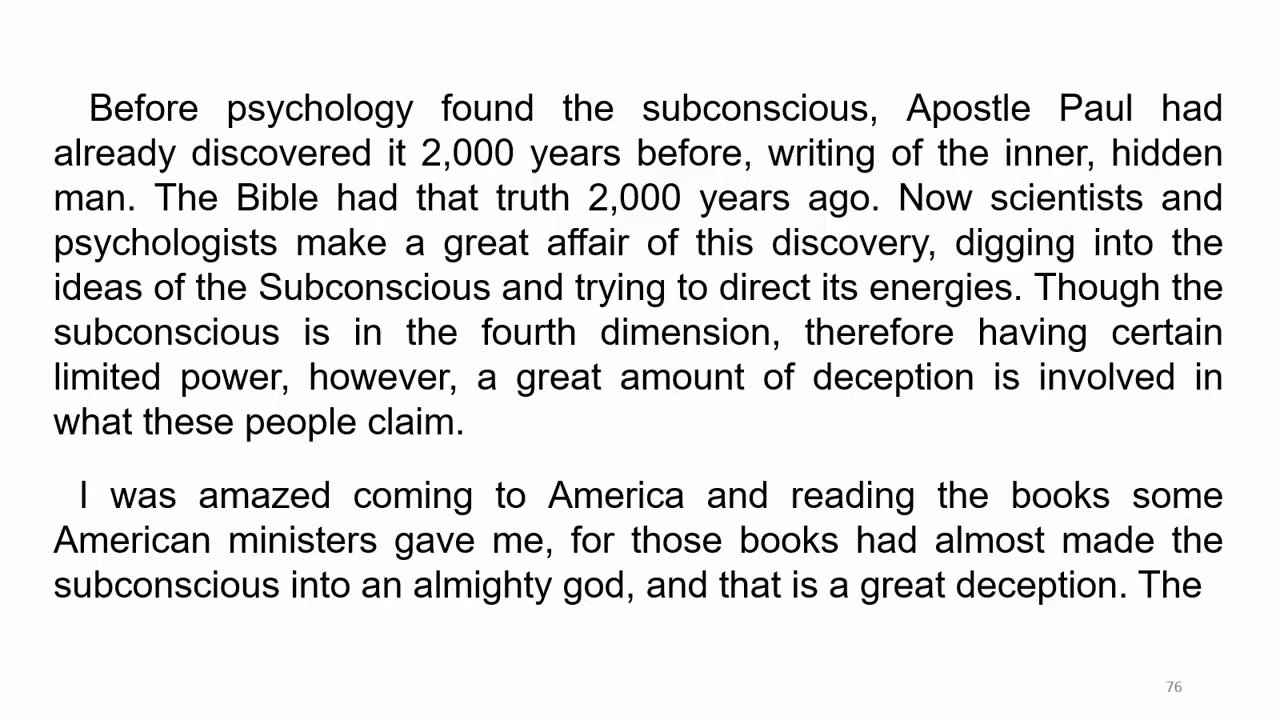 Before psychology found the subconscious, Apostle Paul had
already discovered it 2,000 years before, writing of the inner, hidden
man. The Bible had that truth 2,000 years ago. Now scientists and
psychologists make a great affair of this discovery, digging into the
ideas of the Subconscious and trying to direct its energies. Though the
subconscious is in the fourth dimension, therefore having certain
limited power, however, a great amount of deception is involved in
what these people claim.
I was amazed coming to America and reading the books some
American ministers gave me, for those books had almost made the
subconscious into an almighty god, and that is a great deception. The
76